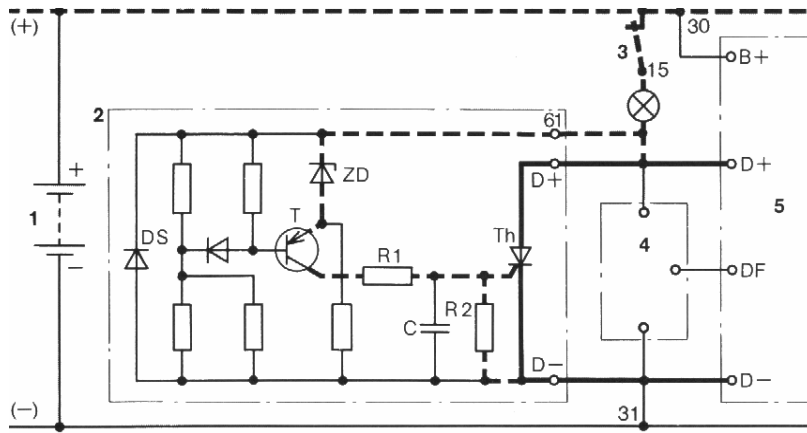 (+)
30
3
15
B+
2
61
+
ZD
D+
D+
5
1
T
DS
Th
4
−
R1
DF
R2
C
D−
D−
(−)
31